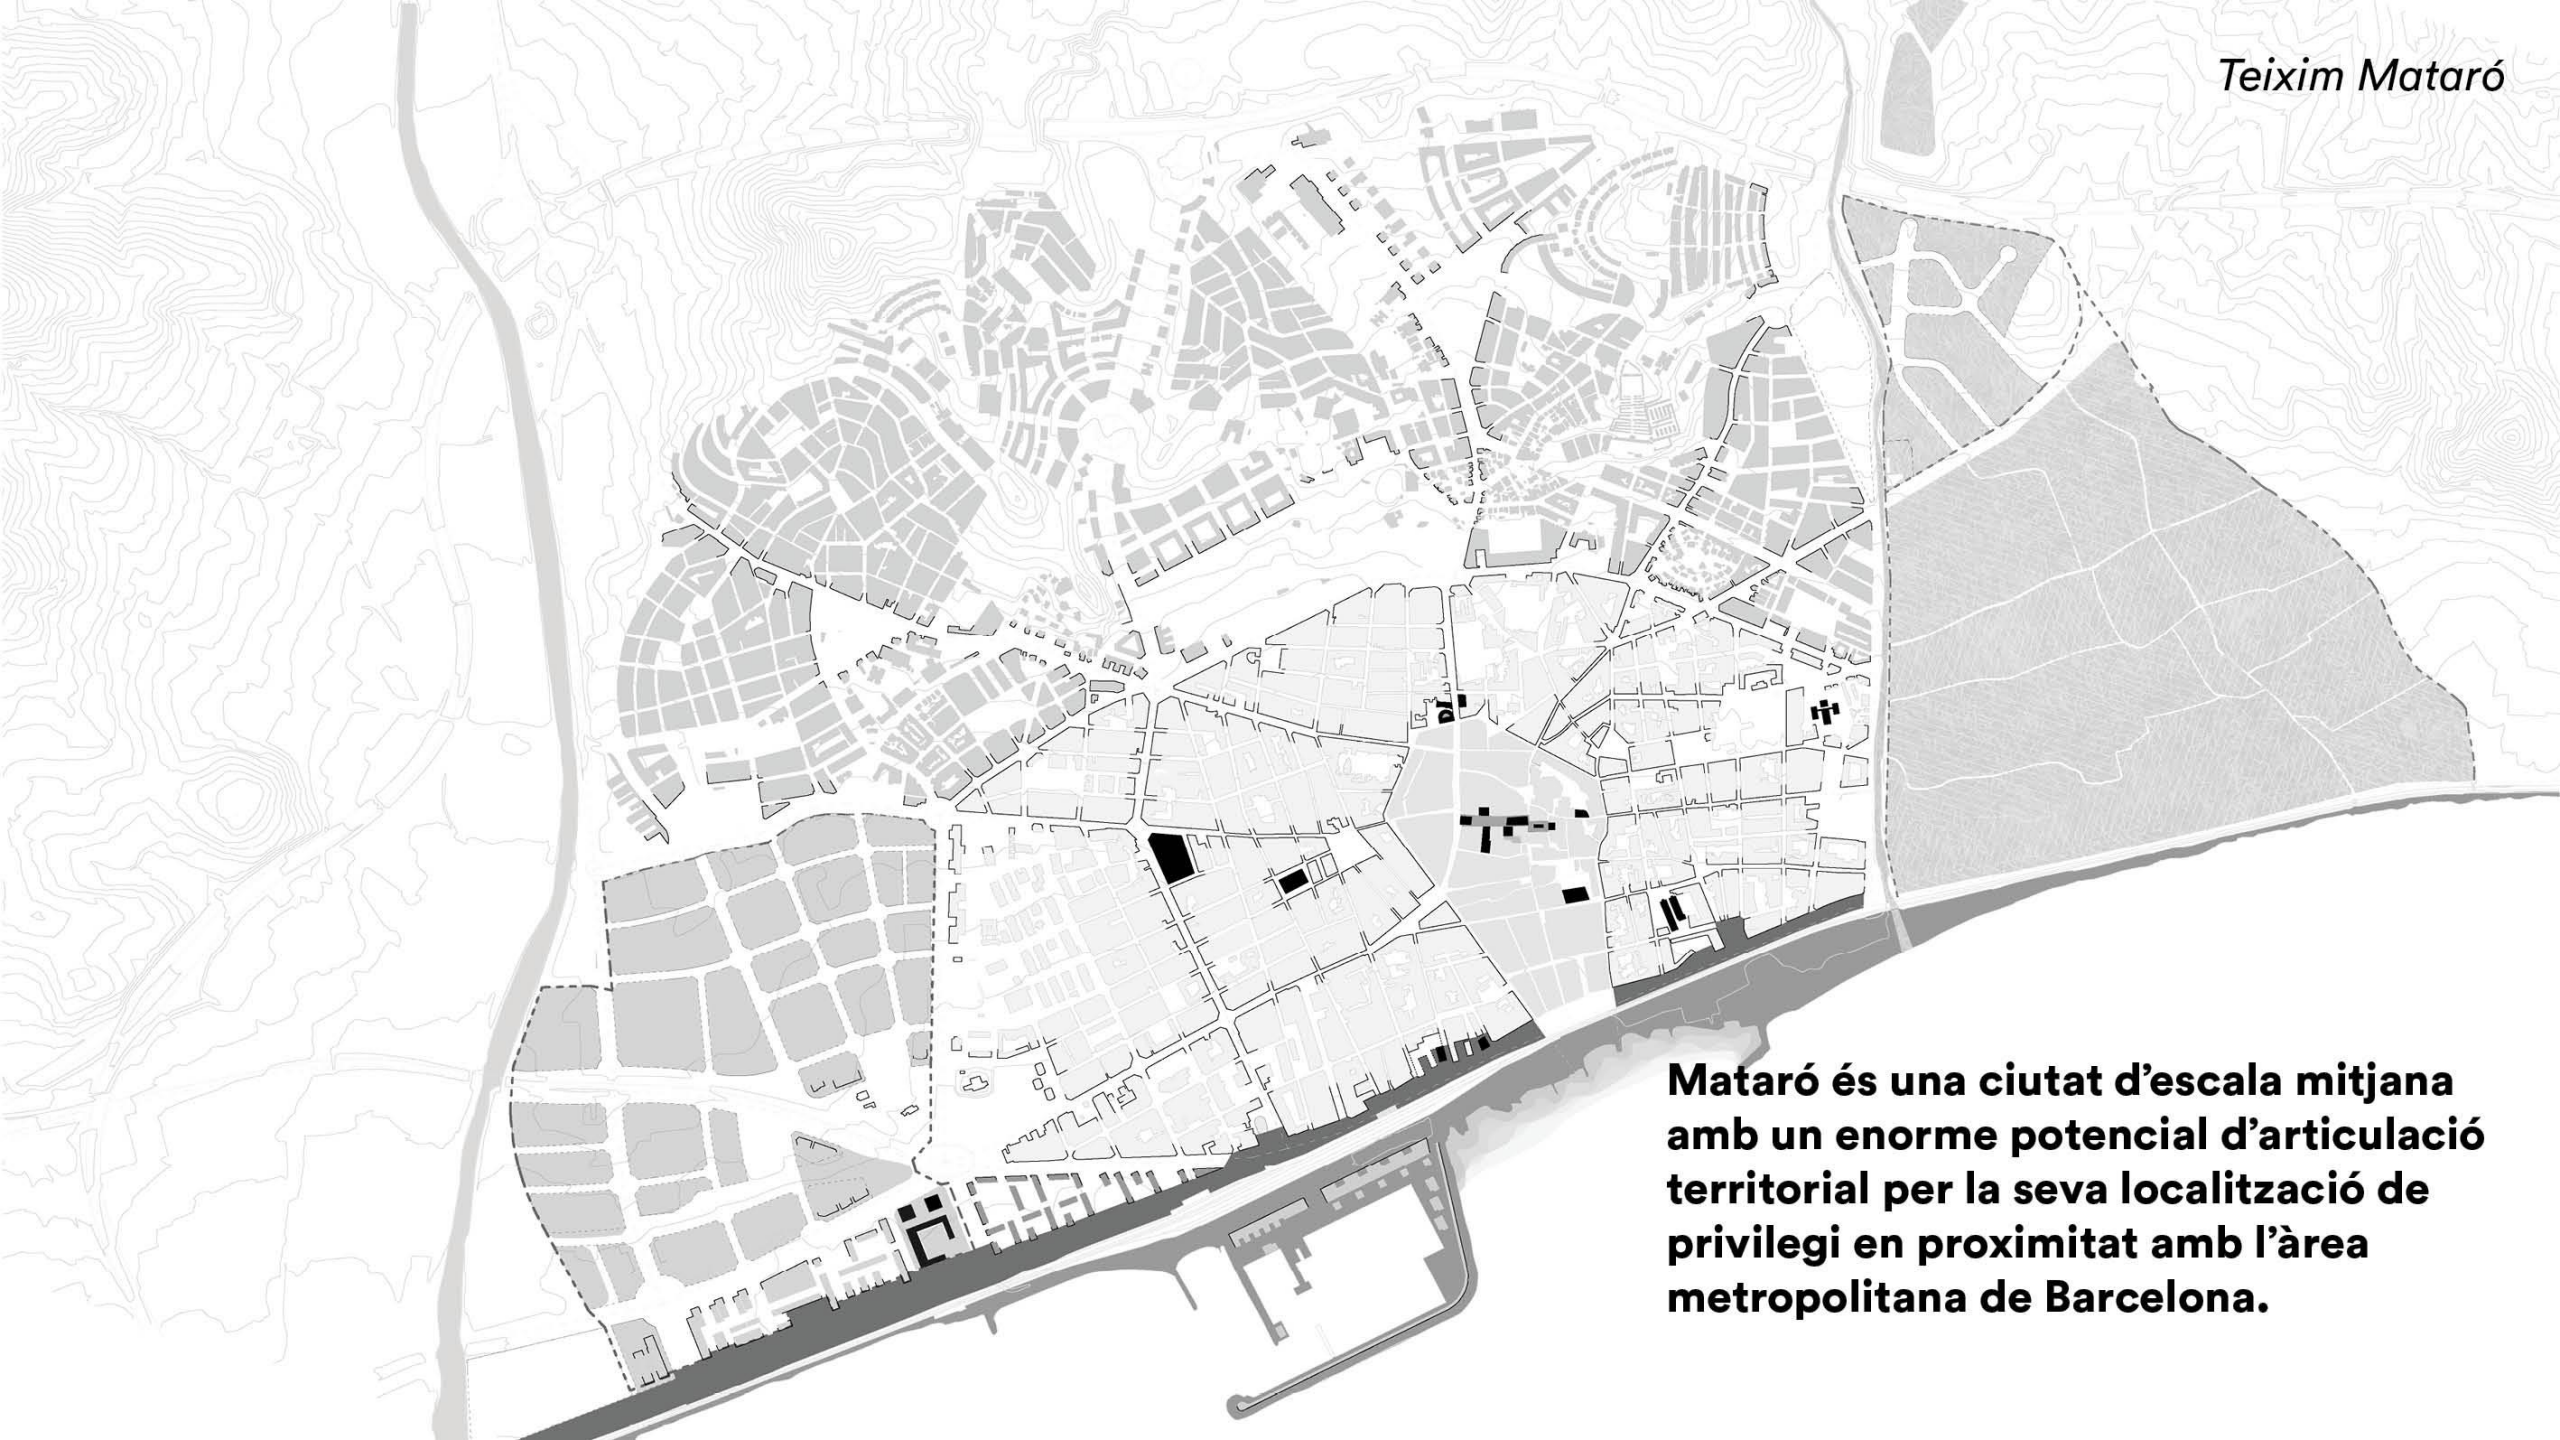 Teixim Mataró
Mataró és una ciutat d’escala mitjana
amb un enorme potencial d’articulació
territorial per la seva localització de
privilegi en proximitat amb l’àrea
metropolitana de Barcelona.